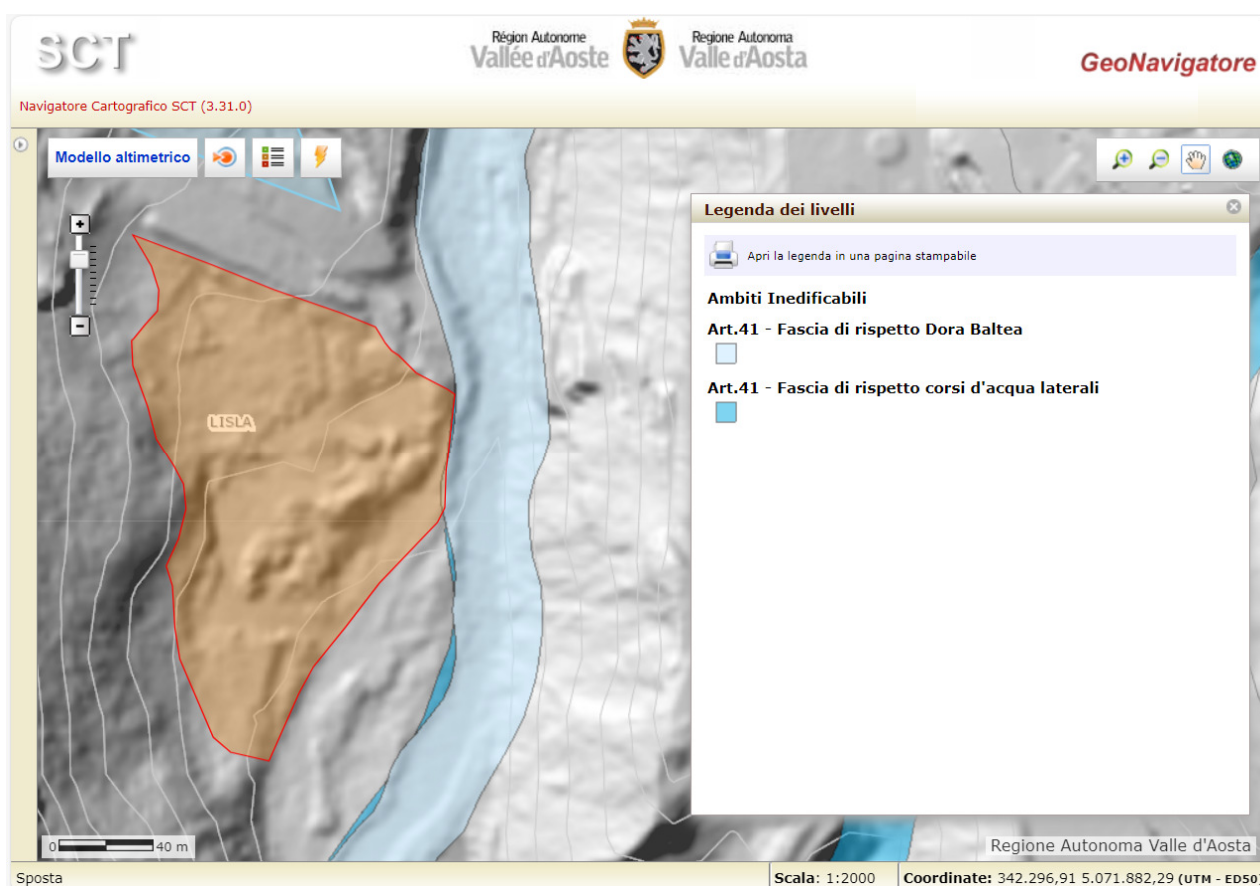 SCT
Région Autonome
Vallée d'Aoste
Regione Autonoma
Valle d'Aosta
GeoNavigatore
Navigatore Cartografico SCT (3.31.0)
Modello altimetrico
Legenda dei livelli
Apri la legenda in una pagina stampabile
Ambiti Inedificabili
Art.41 - Fascia di rispetto Dora Baltea
Art.41 - Fascia di rispetto corsi d'acqua laterali
LISLA
0 40 m
Regione Autonoma Valle d'Aosta
Sposta
Scala: 1:2000
Coordinate: 342.296,91 5.071.882,29 (UTM - ED50)